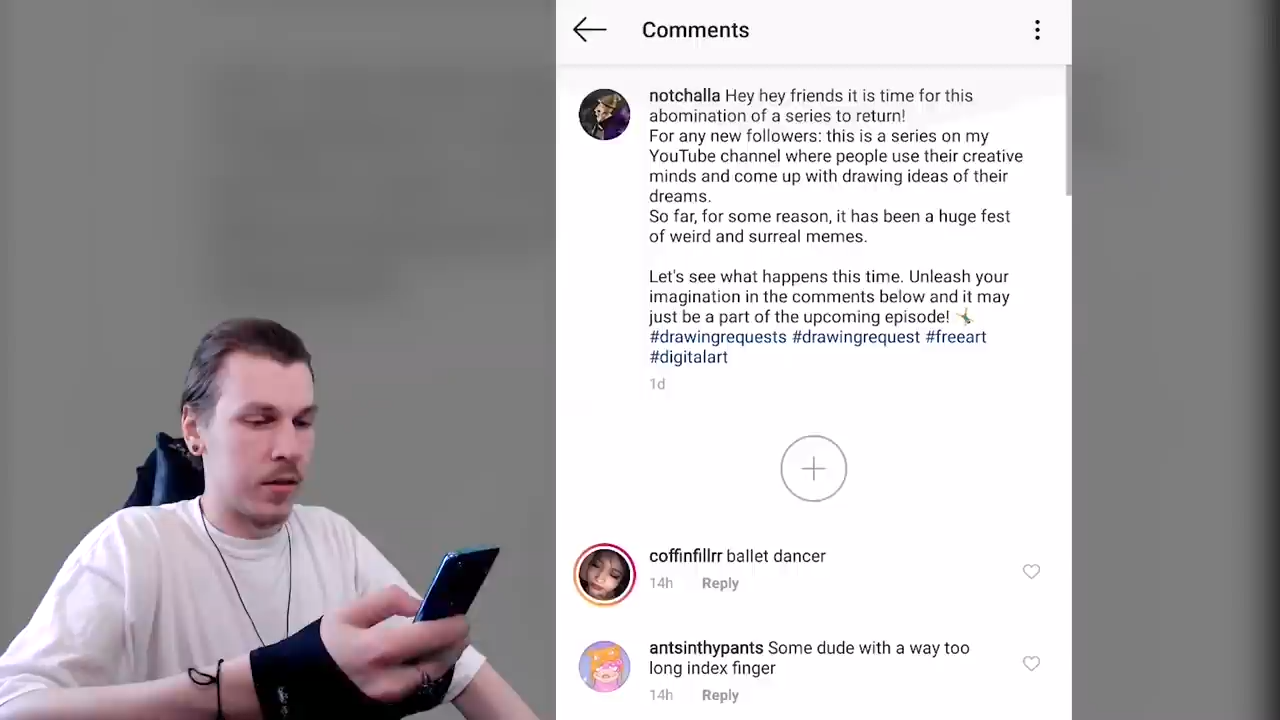 Comments
notchalla Hey hey friends it is time for this
abomination of a series to return!
For any new followers: this is a series on my
YouTube channel where people use their creative
minds and come up with drawing ideas of their
dreams.
So far, for some reason, it has been a huge fest
of weird and surreal memes.
Let's see what happens this time. Unleash your
imagination in the comments below and it may
just be a part of the upcoming episode!
#drawingrequests #drawingrequest #freeart
#digitalart
1d
coffinfillrr ballet dancer
14h Reply
antsinthypants Some dude with a way too
long index finger
14h Reply